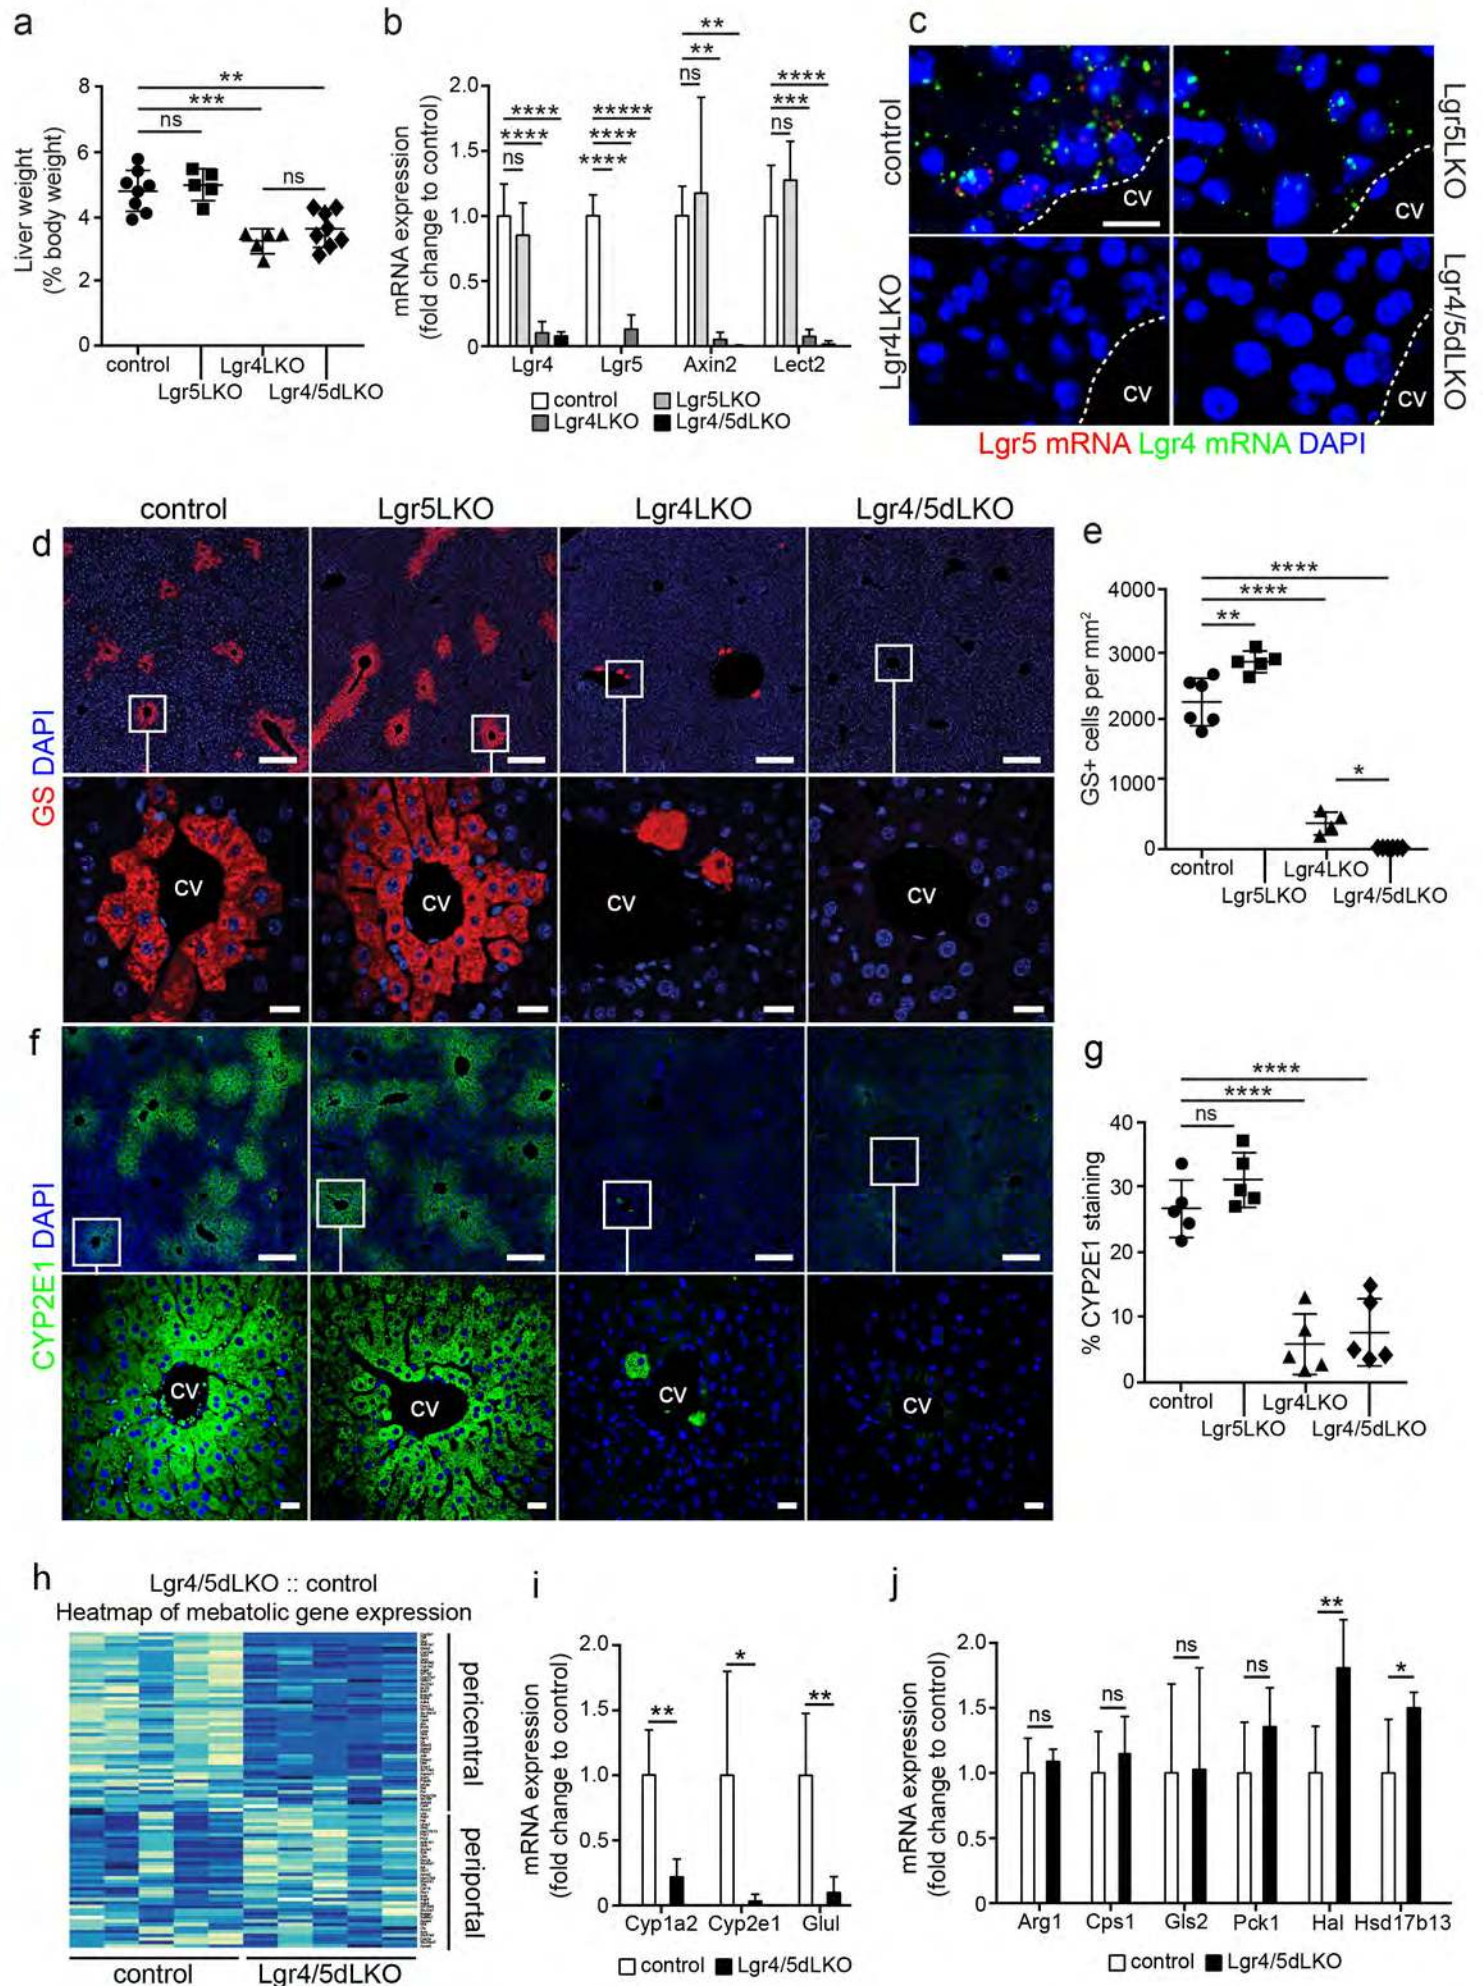 a
Liver weight
(% body weight)
8
6
4
2
0
**
***
ns
ns
control
Lgr5LKO
Lgr4LKO
Lgr4/5dLKO
b
mRNA expression
(fold change to control)
2.0
1.5
1.0
0.5
0
****
****
ns
*****
****
****
**
**
ns
****
***
ns
Lgr4 Lgr5 Axin2 Lect2
control Lgr5LKO
Lgr4LKO Lgr4/5dLKO
c
control
Lgr5LKO
Lgr4LKO
Lgr4/5dLKO
CV
CV
CV
CV
Lgr5 mRNA Lgr4 mRNA DAPI
control Lgr5LKO Lgr4LKO Lgr4/5dLKO
d
GS DAPI
CV
CV
CV
CV
e
GS+ cells per mm²
4000
3000
2000
1000
0
****
****
**
*
control
Lgr5LKO
Lgr4LKO
Lgr4/5dLKO
f
CYP2E1 DAPI
CV
CV
CV
CV
g
% CYP2E1 staining
40
30
20
10
0
****
****
ns
control
Lgr5LKO
Lgr4LKO
Lgr4/5dLKO
h
Lgr4/5dLKO :: control
Heatmap of mebatolic gene expression
pericentral
periportal
control Lgr4/5dLKO
i
mRNA expression
(fold change to control)
2.0
1.5
1.0
0.5
0
**
*
**
Cyp1a2 Cyp2e1 Glul
control Lgr4/5dLKO
j
mRNA expression
(fold change to control)
2.0
1.5
1.0
0.5
0
ns
ns
ns
ns
**
*
Arg1 Cps1 Gls2 Pck1 Hal Hsd17b13
control Lgr4/5dLKO